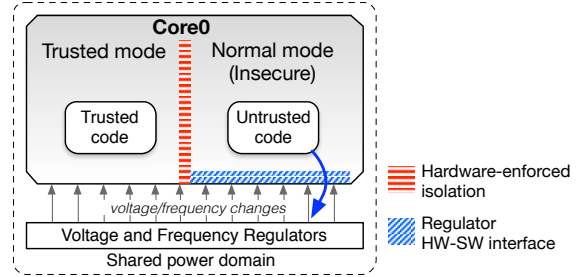 Core0
Trusted mode
Normal mode
(Insecure)
Trusted
code
Untrusted
code
voltage/frequency changes
Voltage and Frequency Regulators
Shared power domain
Hardware-enforced
isolation
Regulator
HW-SW interface